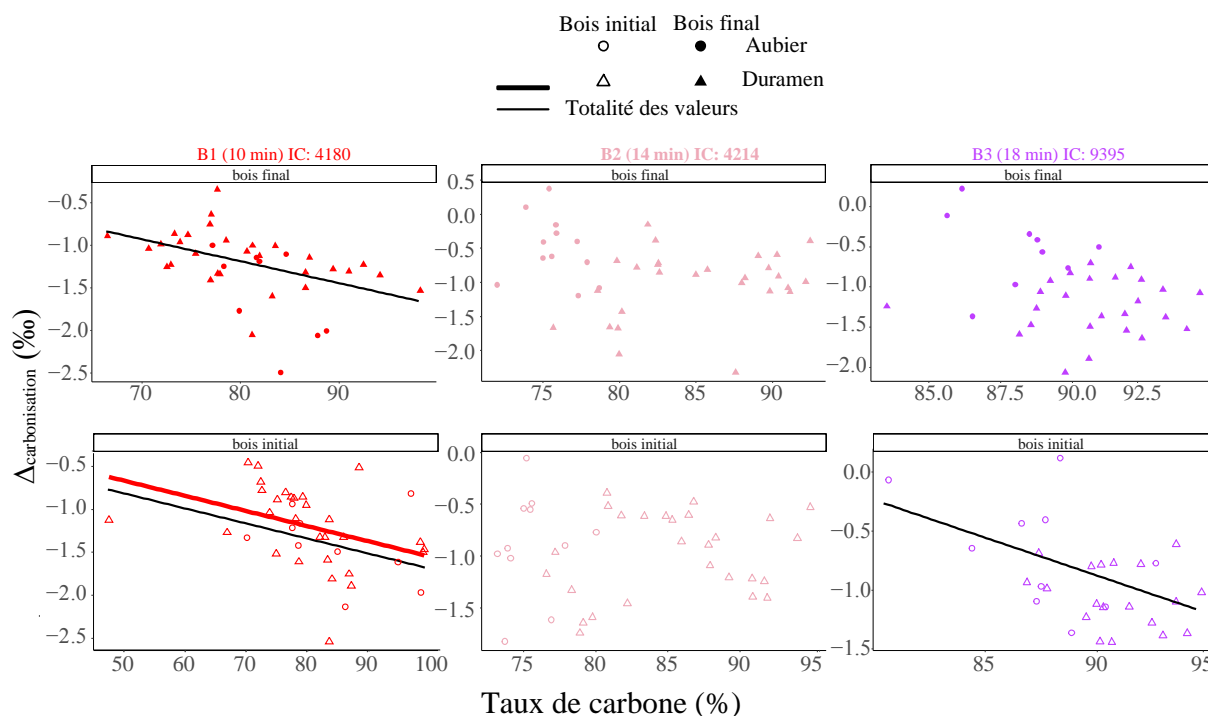 Bois initial Bois final
Aubier
Duramen
Totalité des valeurs
B1 (10 min) IC: 4180
B2 (14 min) IC: 4214
B3 (18 min) IC: 9395
bois final
bois final
bois final
−0.5
−1.0
−1.5
−2.0
−2.5
70 80 90
0.5
0.0
−0.5
−1.0
−1.5
−2.0
75 80 85 90
0.0
−0.5
−1.0
−1.5
−2.0
85.0 87.5 90.0 92.5
bois initial
bois initial
bois initial
−0.5
−1.0
−1.5
−2.0
−2.5
50 60 70 80 90 100
0.0
−0.5
−1.0
−1.5
75 80 85 90 95
0.0
−0.5
−1.0
−1.5
85 90 95
Δcarbonisation (‰)
Taux de carbone (%)